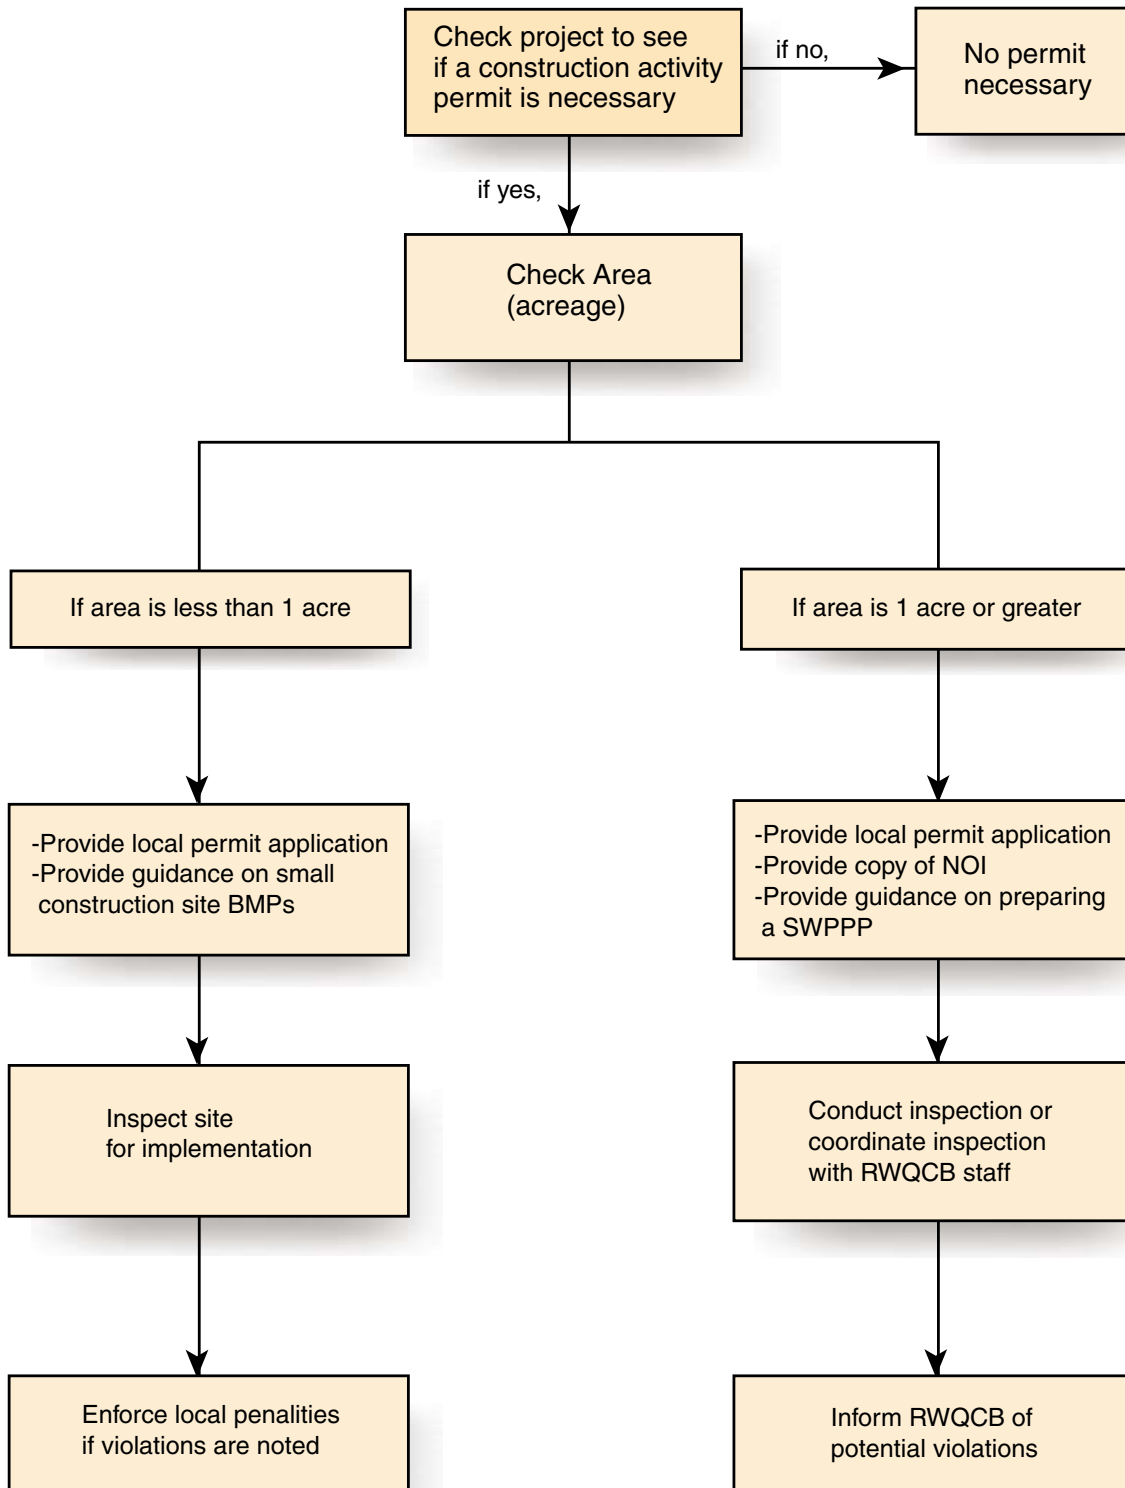 Check project to see
if a construction activity
permit is necessary
if no,
No permit
necessary
if yes,
Check Area
(acreage)
If area is less than 1 acre
If area is 1 acre or greater
-Provide local permit application
-Provide guidance on small
construction site BMPs
-Provide local permit application
-Provide copy of NOI
-Provide guidance on preparing
a SWPPP
Inspect site
for implementation
Conduct inspection or
coordinate inspection
with RWQCB staff
Enforce local penalities
if violations are noted
Inform RWQCB of
potential violations